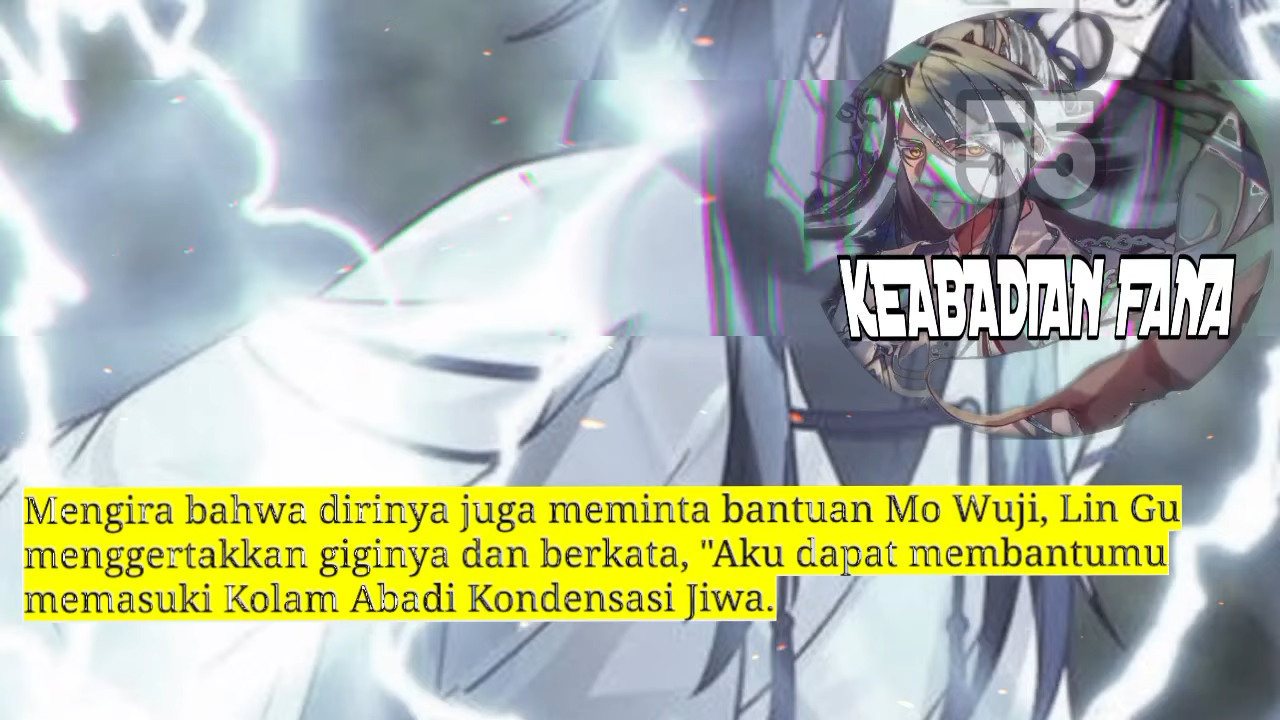 55
KEABADIAN FANA
Mengira bahwa dirinya juga meminta bantuan Mo Wuji, Lin Gu
menggertakkan giginya dan berkata, "Aku dapat membantumu
memasuki Kolam Abadi Kondensasi Jiwa.